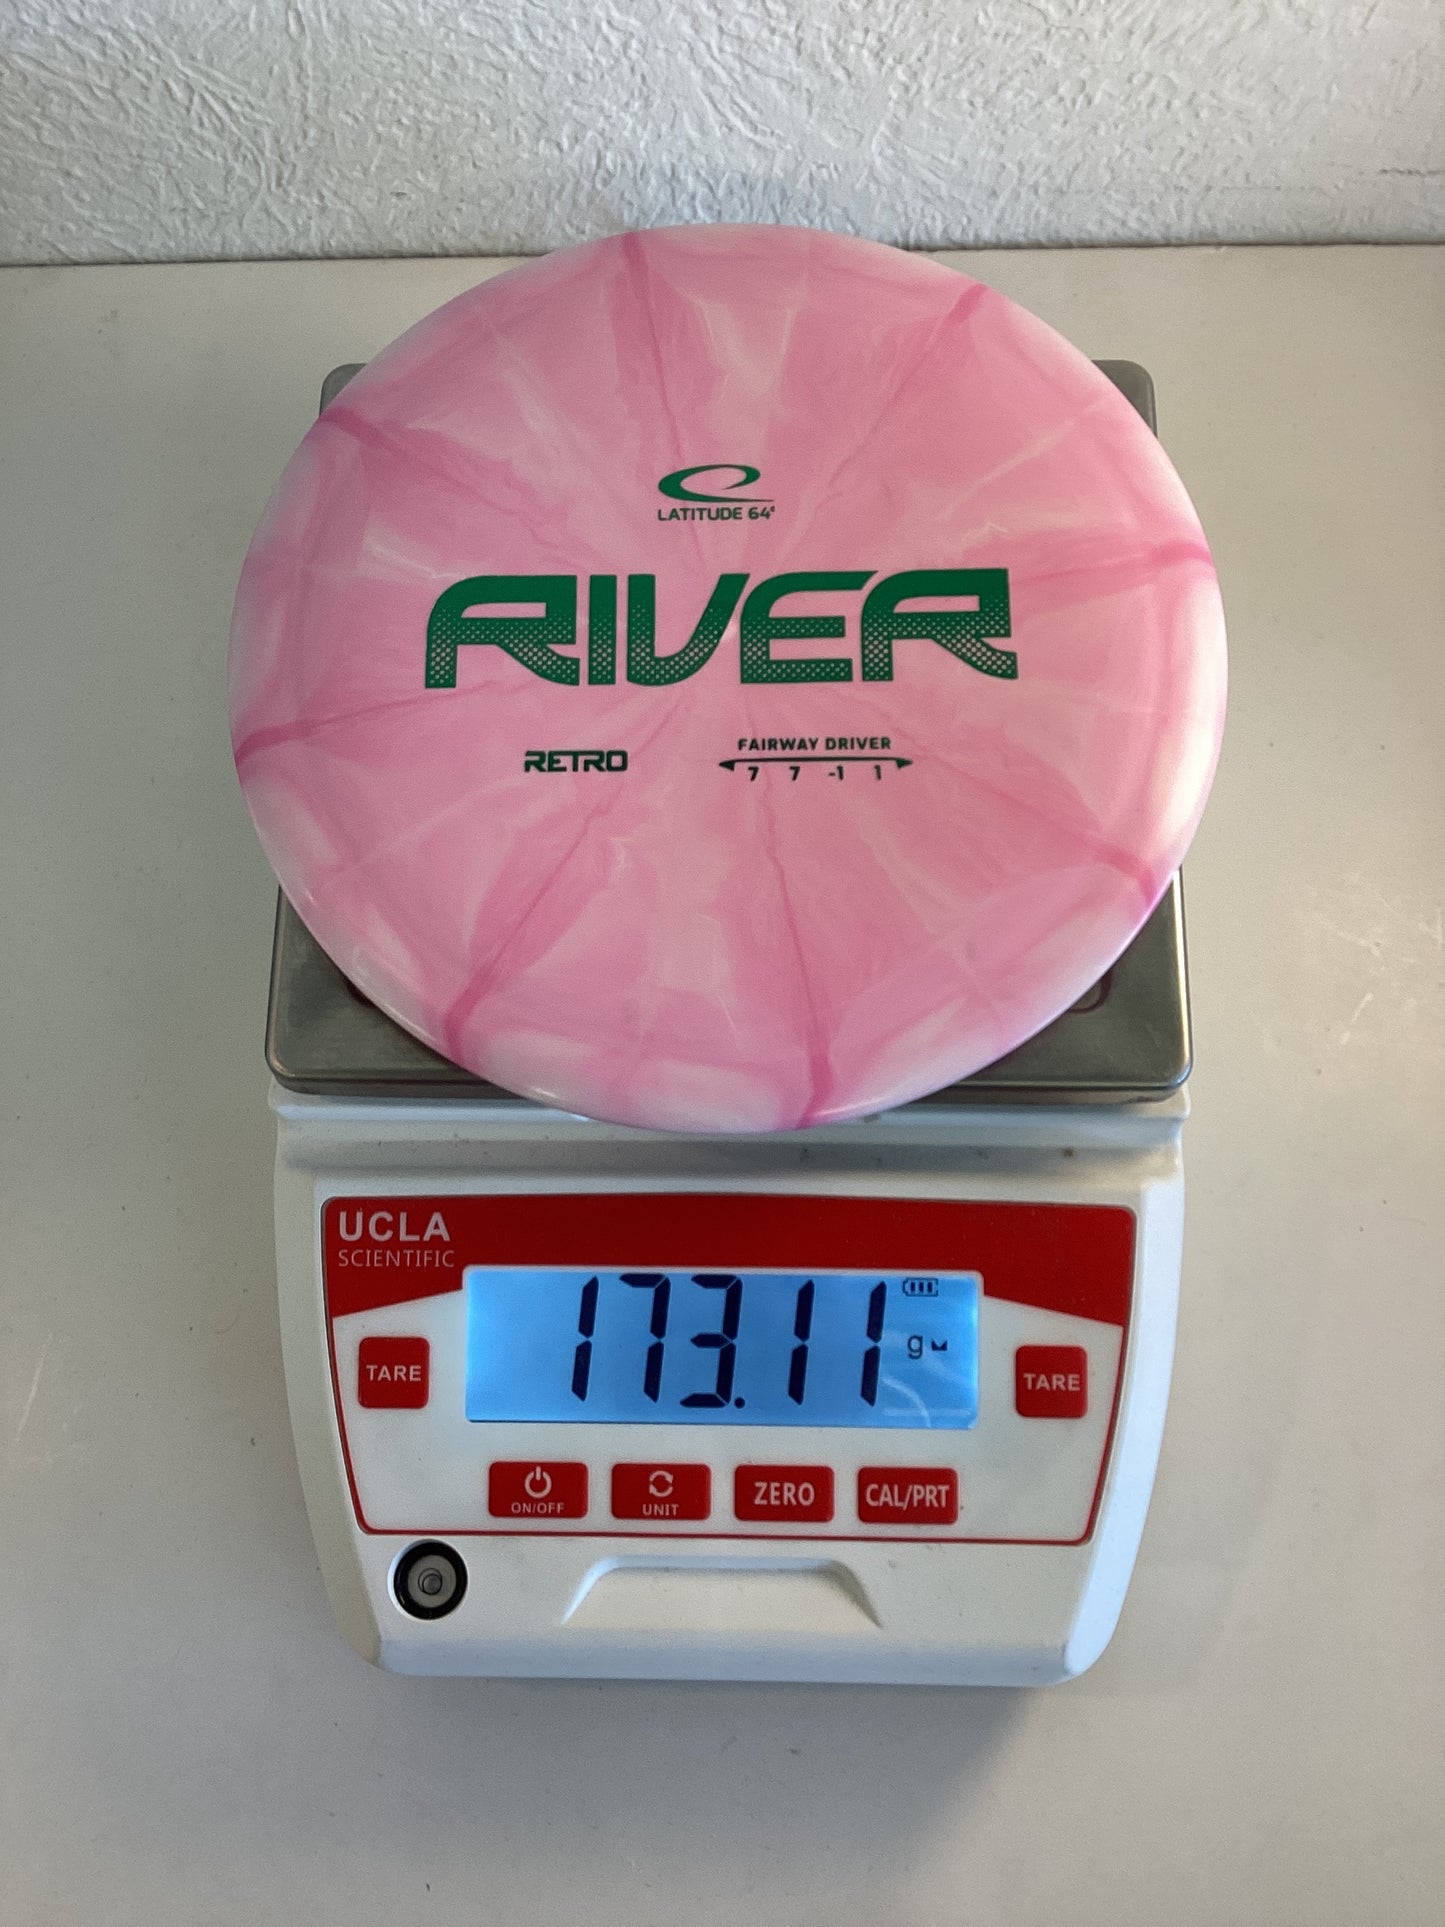 LATITUDE 64°
RIVER
RETRO
FAIRWAY DRIVER
7 7 -1 1
UCLA
SCIENTIFIC
173.11 g
TARE
TARE
ON/OFF
UNIT
ZERO
CAL/PRT